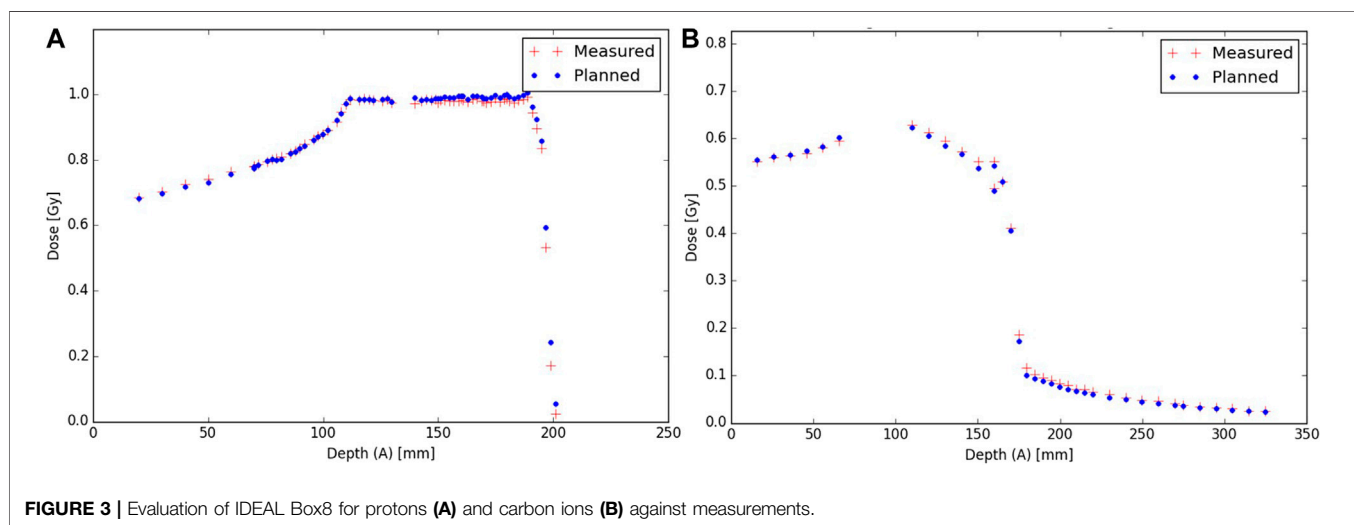 A
Measured
Planned
1.0
0.8
0.6
0.4
0.2
0.0
Dose [Gy]
0 50 100 150 200 250
Depth (A) [mm]
B
Measured
Planned
0.8
0.7
0.6
0.5
0.4
0.3
0.2
0.1
0.0
Dose [Gy]
0 50 100 150 200 250 300 350
Depth (A) [mm]
FIGURE 3 | Evaluation of IDEAL Box8 for protons (A) and carbon ions (B) against measurements.